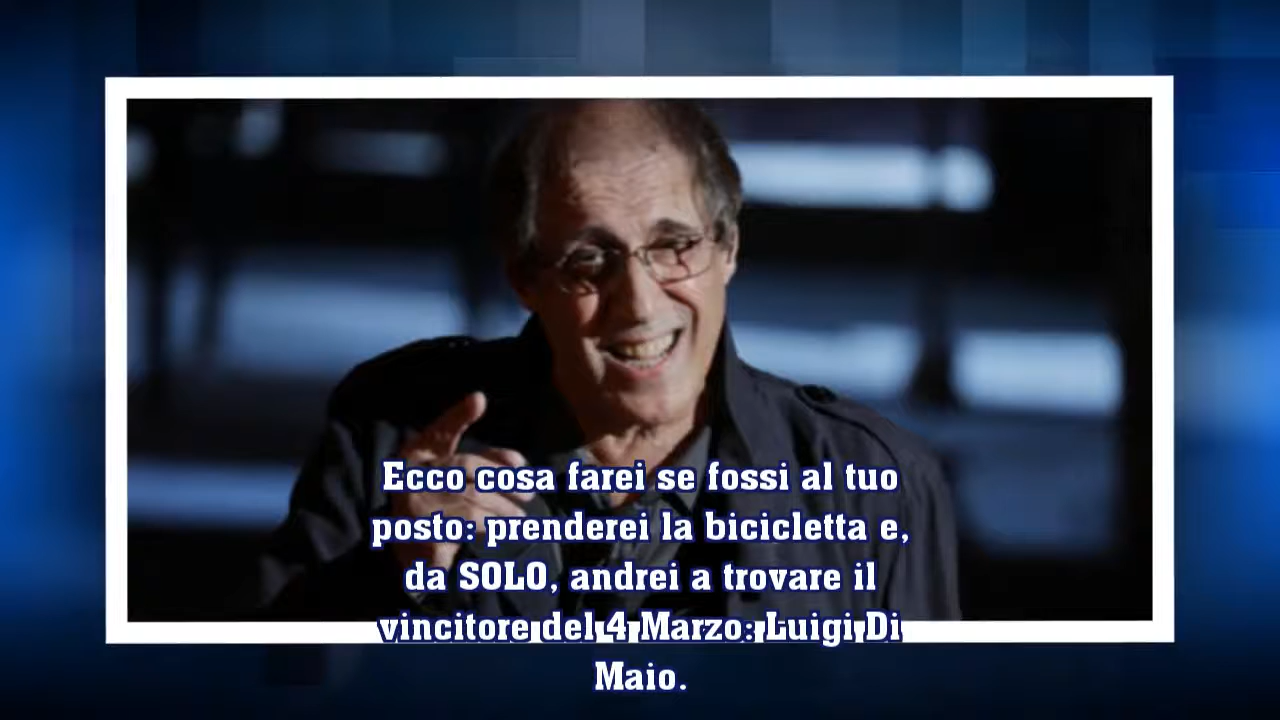 Ecco cosa farei se fossi al tuo
posto: prenderei la bicicletta e,
da SOLO, andrei a trovare il
vincitore del 4 Marzo: Luigi Di
Maio.